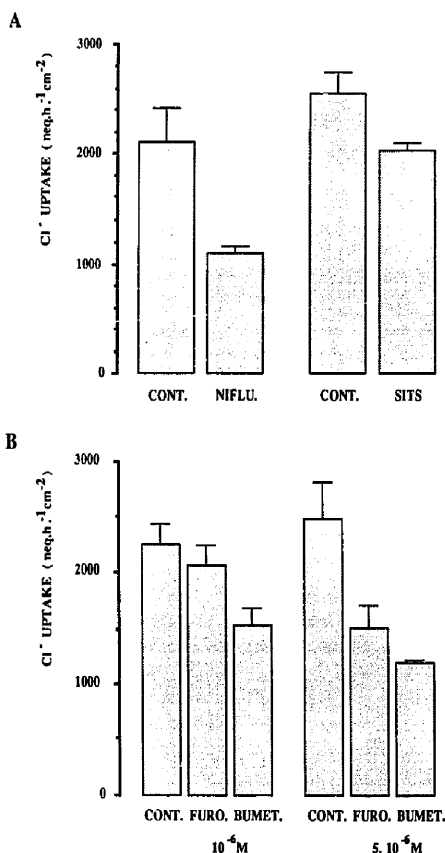 A
Cl⁻ UPTAKE ( neq.h⁻¹cm⁻²)
3000
2000
1000
0
CONT. NIFLU. CONT. SITS
B
Cl⁻ UPTAKE ( neq.h⁻¹cm⁻²)
3000
2000
1000
0
CONT. FURO. BUMET. CONT. FURO. BUMET.
10⁻⁶M 5. 10⁻⁶M